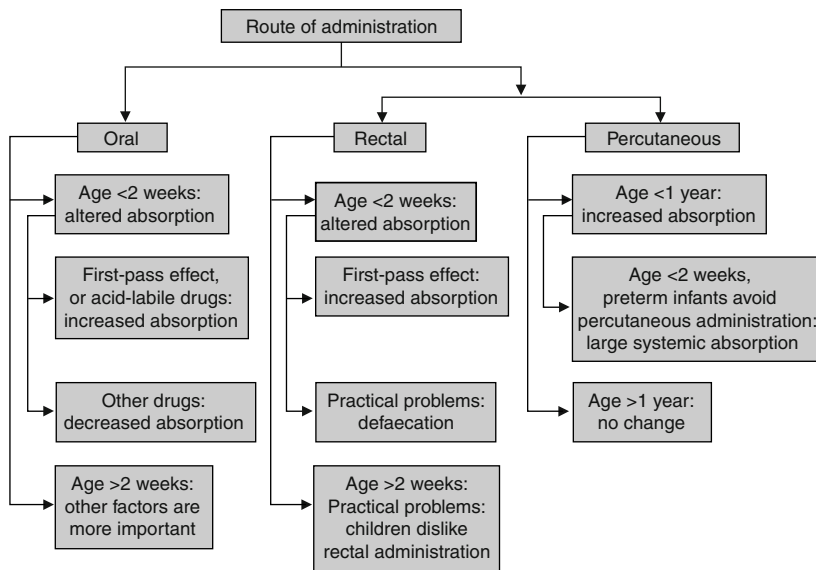 Route of administration
Oral
Age <2 weeks:
altered absorption
First-pass effect,
or acid-labile drugs:
increased absorption
Other drugs:
decreased absorption
Age >2 weeks:
other factors are
more important
Rectal
Age <2 weeks:
altered absorption
First-pass effect:
increased absorption
Practical problems:
defaecation
Age >2 weeks:
Practical problems:
children dislike
rectal administration
Percutaneous
Age <1 year:
increased absorption
Age <2 weeks,
preterm infants avoid
percutaneous administration:
large systemic absorption
Age >1 year:
no change